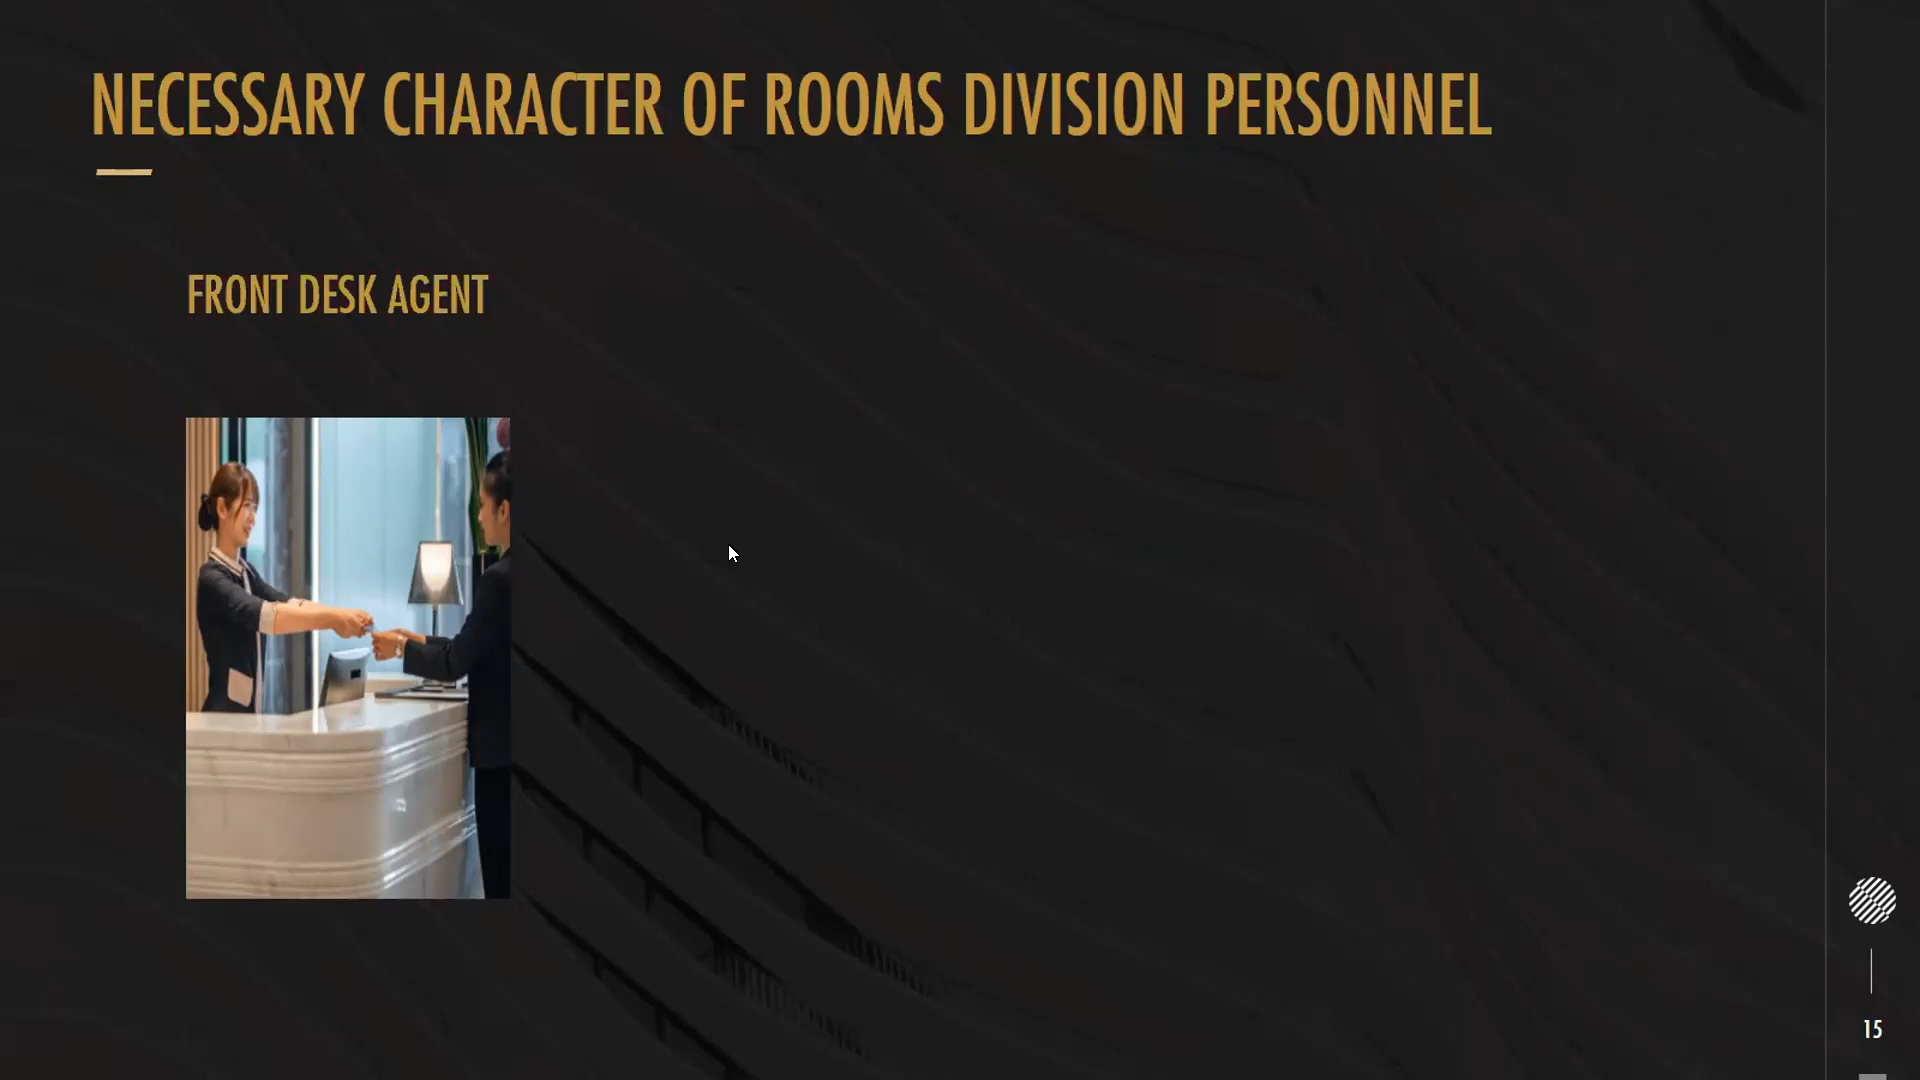 NECESSARY CHARACTER OF ROOMS DIVISION PERSONNEL
FRONT DESK AGENT
15